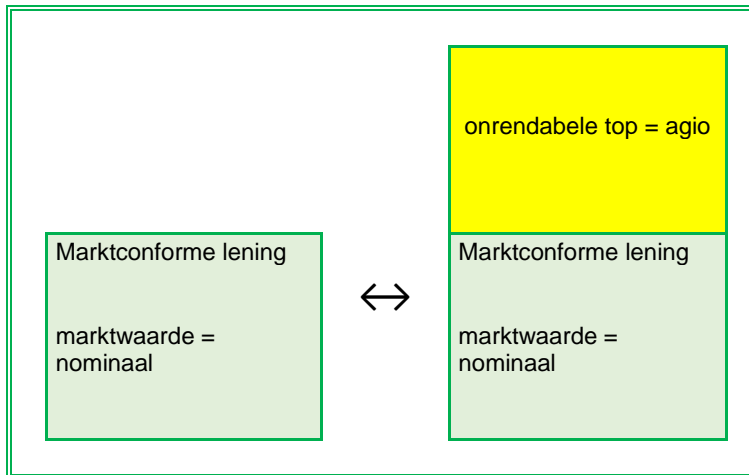 onrendabele top = agio
Marktconforme lening
marktwaarde =
nominaal
↔
Marktconforme lening
marktwaarde =
nominaal